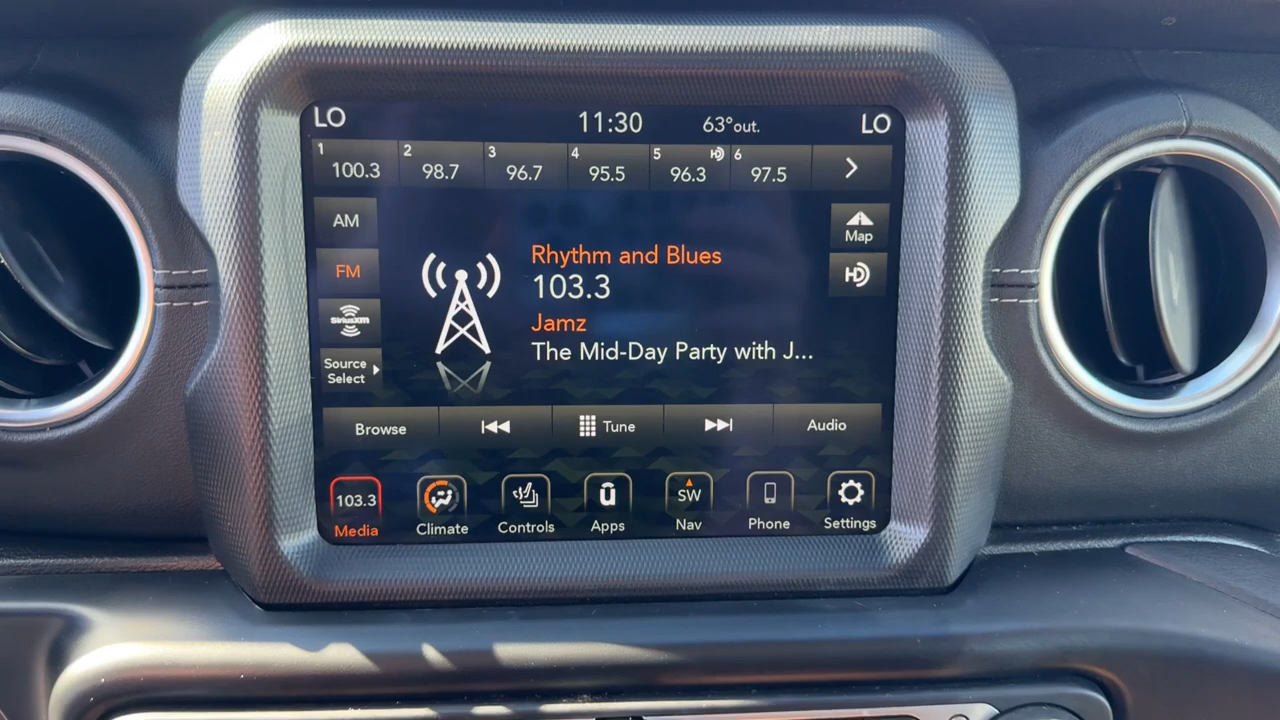 LO 11:30 63°out. LO
1 2 3 4 5 HD 6
100.3 98.7 96.7 95.5 96.3 97.5
AM
Map
FM
HD
SiriusXM
Source
Select
Rhythm and Blues
103.3
Jamz
The Mid-Day Party with J...
Browse Tune Audio
103.3 SW
Media Climate Controls Apps Nav Phone Settings